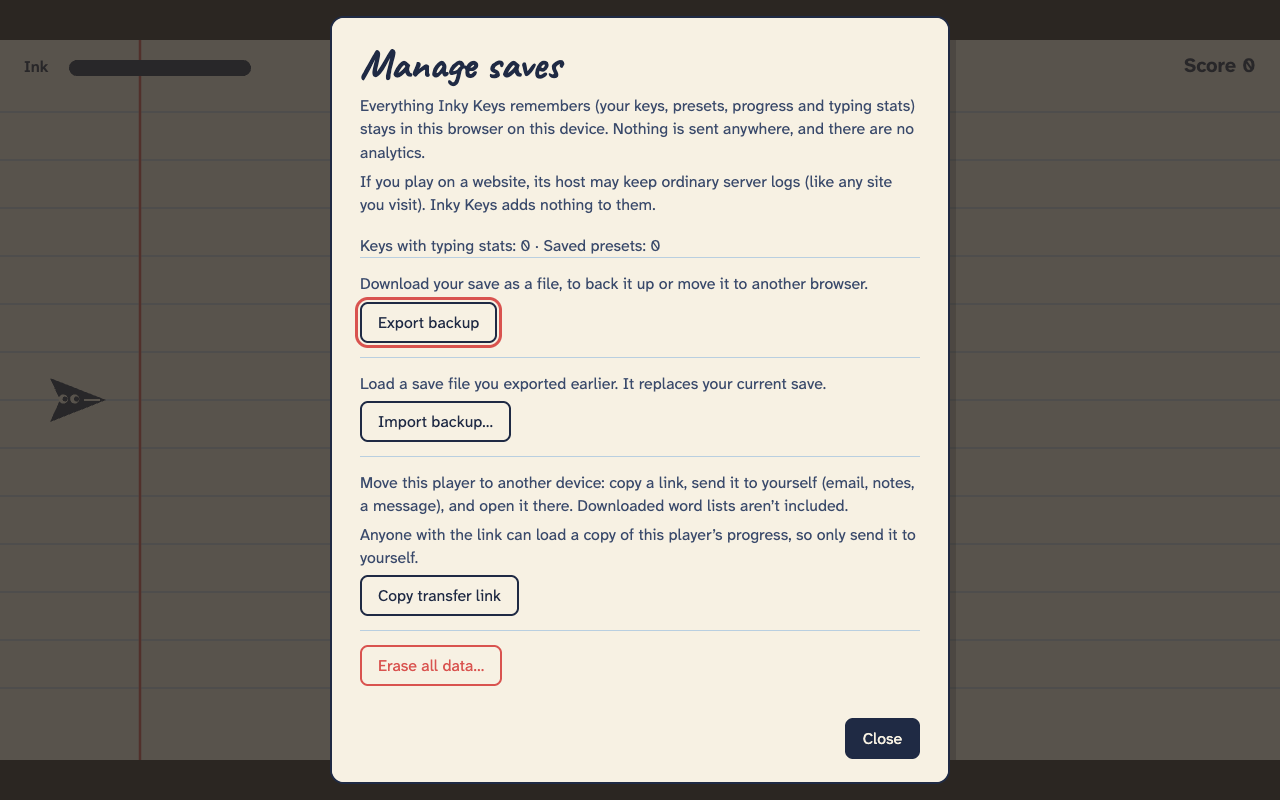 Ink
Score 0
Manage saves
Everything Inky Keys remembers (your keys, presets, progress and typing stats)
stays in this browser on this device. Nothing is sent anywhere, and there are no
analytics.
If you play on a website, its host may keep ordinary server logs (like any site
you visit). Inky Keys adds nothing to them.
Keys with typing stats: 0 · Saved presets: 0
Download your save as a file, to back it up or move it to another browser.
Export backup
Load a save file you exported earlier. It replaces your current save.
Import backup…
Move this player to another device: copy a link, send it to yourself (email, notes,
a message), and open it there. Downloaded word lists aren’t included.
Anyone with the link can load a copy of this player’s progress, so only send it to
yourself.
Copy transfer link
Erase all data…
Close